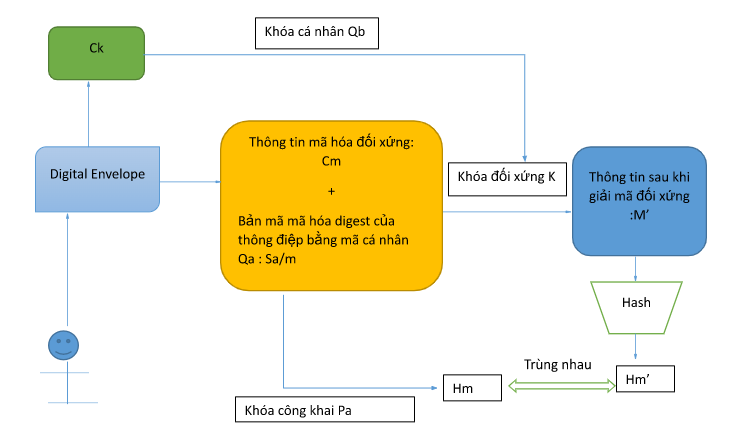 Khóa cá nhân Qb
Ck
Thông tin mã hóa đối xứng:
Cm
+
Bản mã mã hóa digest của
thông điệp bằng mã cá nhân
Qa : Sa/m
Digital Envelope
Khóa đối xứng K
Thông tin sau khi
giải mã đối xứng
:M’
Hash
Trùng nhau
Hm
Hm’
Khóa công khai Pa